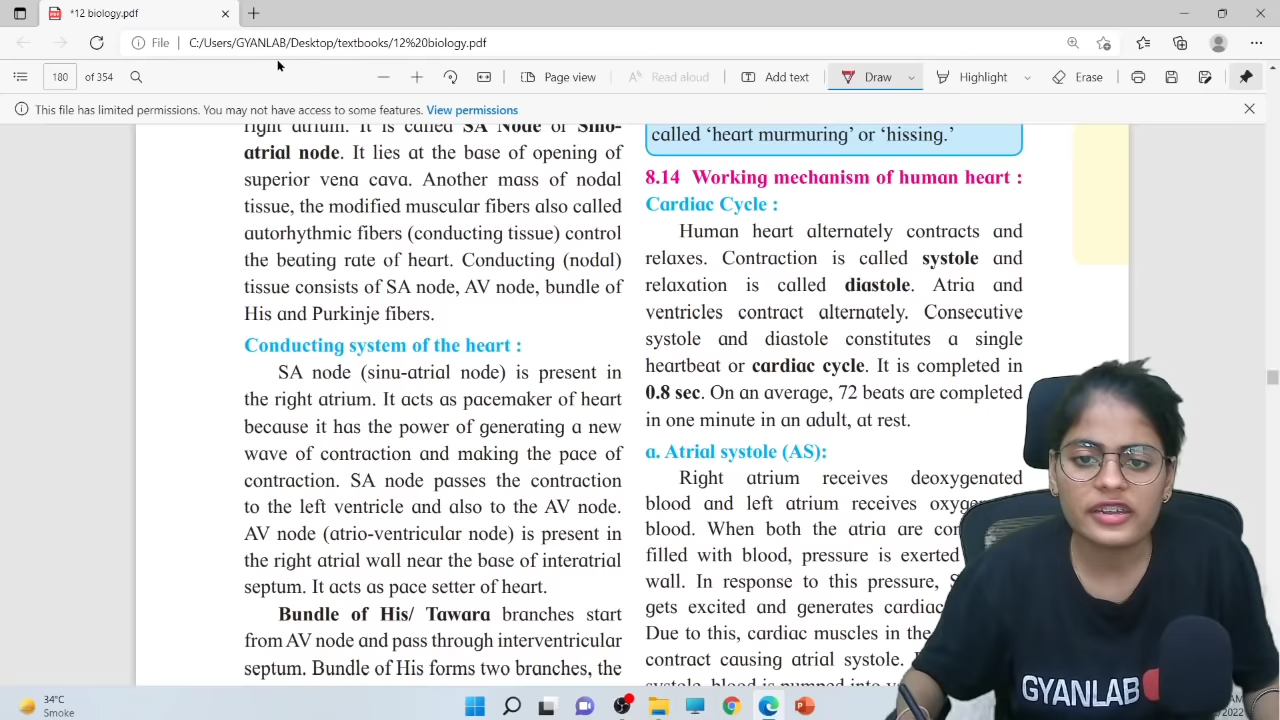 *12 biology.pdf
File
C:/Users/GYANLAB/Desktop/textbooks/12%20biology.pdf
180
of 354
Page view
Read aloud
Add text
Draw
Highlight
Erase
This file has limited permissions. You may not have access to some features. View permissions
right atrium. It is called SA Node or Sino-
atrial node. It lies at the base of opening of
superior vena cava. Another mass of nodal
tissue, the modified muscular fibers also called
autorhythmic fibers (conducting tissue) control
the beating rate of heart. Conducting (nodal)
tissue consists of SA node, AV node, bundle of
His and Purkinje fibers.
Conducting system of the heart :
SA node (sinu-atrial node) is present in
the right atrium. It acts as pacemaker of heart
because it has the power of generating a new
wave of contraction and making the pace of
contraction. SA node passes the contraction
to the left ventricle and also to the AV node.
AV node (atrio-ventricular node) is present in
the right atrial wall near the base of interatrial
septum. It acts as pace setter of heart.
Bundle of His/ Tawara branches start
from AV node and pass through interventricular
septum. Bundle of His forms two branches, the
called ‘heart murmuring’ or ‘hissing.’
8.14 Working mechanism of human heart :
Cardiac Cycle :
Human heart alternately contracts and
relaxes. Contraction is called systole and
relaxation is called diastole. Atria and
ventricles contract alternately. Consecutive
systole and diastole constitutes a single
heartbeat or cardiac cycle. It is completed in
0.8 sec. On an average, 72 beats are completed
in one minute in an adult, at rest.
a. Atrial systole (AS):
Right atrium receives deoxygenated
blood and left atrium receives
blood. When both the atria are
filled with blood, pressure is exerted
wall. In response to this pressure,
gets excited and generates cardiac
Due to this, cardiac muscles in the
contract causing atrial systole.
systole, blood is pumped into
GYANLAB
34°C
Smoke